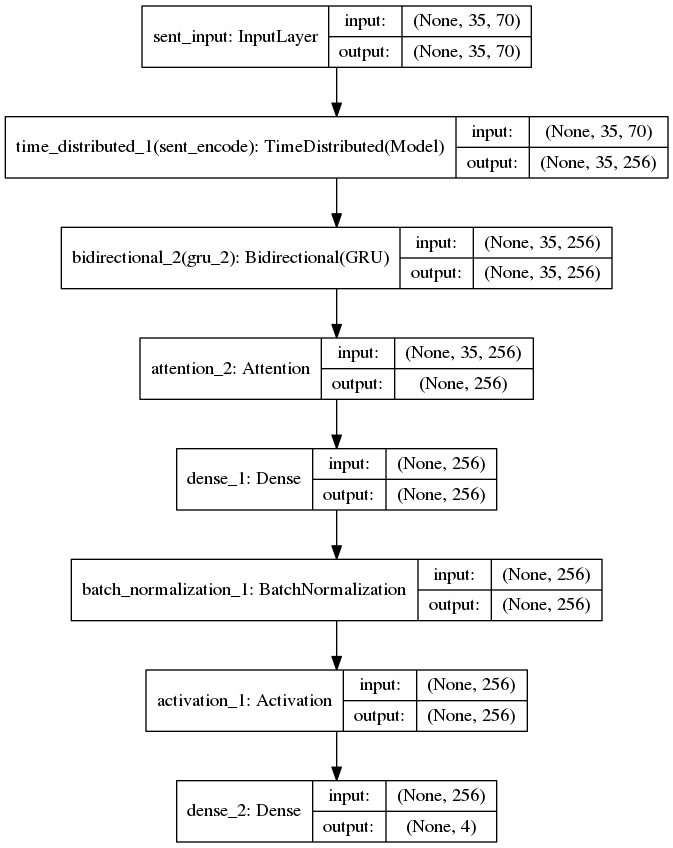 sent_input: InputLayer
input: (None, 35, 70)
output: (None, 35, 70)
time_distributed_1(sent_encode): TimeDistributed(Model)
input: (None, 35, 70)
output: (None, 35, 256)
bidirectional_2(gru_2): Bidirectional(GRU)
input: (None, 35, 256)
output: (None, 35, 256)
attention_2: Attention
input: (None, 35, 256)
output: (None, 256)
dense_1: Dense
input: (None, 256)
output: (None, 256)
batch_normalization_1: BatchNormalization
input: (None, 256)
output: (None, 256)
activation_1: Activation
input: (None, 256)
output: (None, 256)
dense_2: Dense
input: (None, 256)
output: (None, 4)